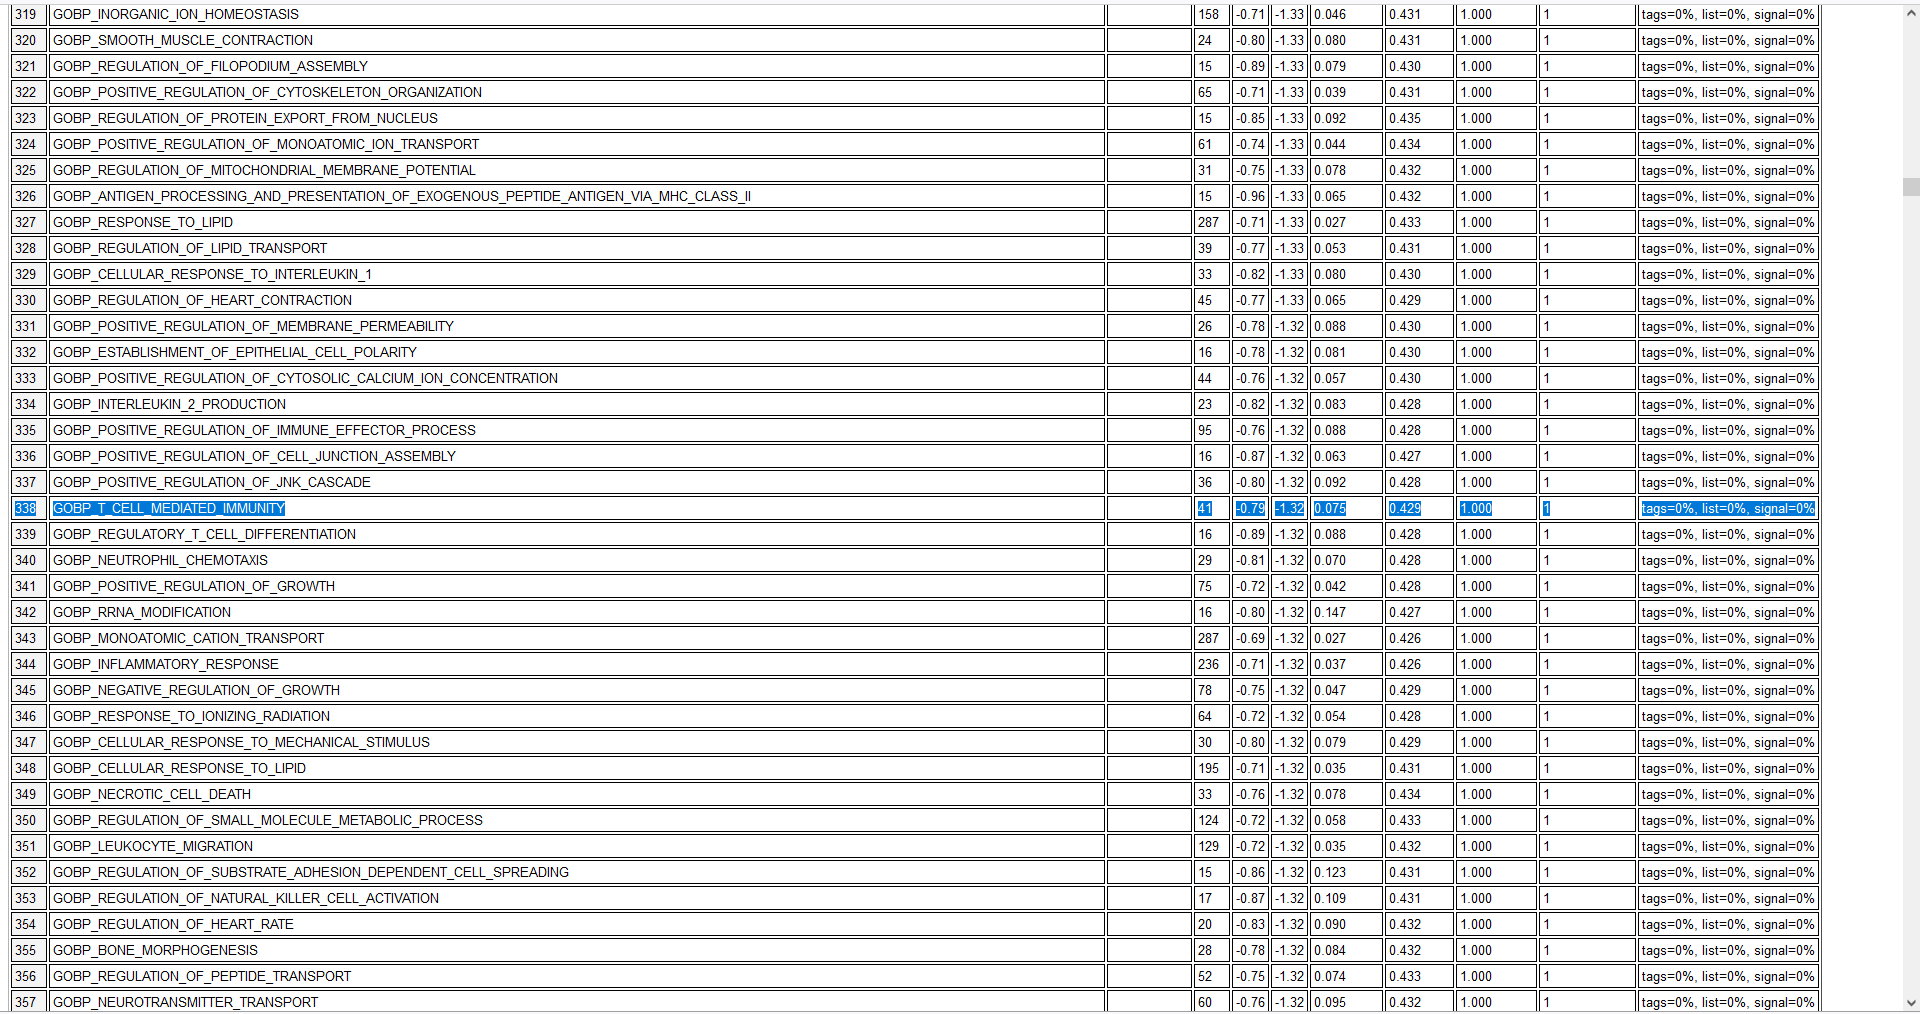 319 GOBP_INORGANIC_ION_HOMEOSTASIS 158 -0.71 -1.33 0.046 0.431 1.000 1 tags=0%, list=0%, signal=0%
320 GOBP_SMOOTH_MUSCLE_CONTRACTION 24 -0.80 -1.33 0.080 0.431 1.000 1 tags=0%, list=0%, signal=0%
321 GOBP_REGULATION_OF_FILOPODIUM_ASSEMBLY 15 -0.89 -1.33 0.079 0.430 1.000 1 tags=0%, list=0%, signal=0%
322 GOBP_POSITIVE_REGULATION_OF_CYTOSKELETON_ORGANIZATION 65 -0.71 -1.33 0.039 0.431 1.000 1 tags=0%, list=0%, signal=0%
323 GOBP_REGULATION_OF_PROTEIN_EXPORT_FROM_NUCLEUS 15 -0.85 -1.33 0.092 0.435 1.000 1 tags=0%, list=0%, signal=0%
324 GOBP_POSITIVE_REGULATION_OF_MONOATOMIC_ION_TRANSPORT 61 -0.74 -1.33 0.044 0.434 1.000 1 tags=0%, list=0%, signal=0%
325 GOBP_REGULATION_OF_MITOCHONDRIAL_MEMBRANE_POTENTIAL 31 -0.75 -1.33 0.078 0.432 1.000 1 tags=0%, list=0%, signal=0%
326 GOBP_ANTIGEN_PROCESSING_AND_PRESENTATION_OF_EXOGENOUS_PEPTIDE_ANTIGEN_VIA_MHC_CLASS_II 15 -0.96 -1.33 0.065 0.432 1.000 1 tags=0%, list=0%, signal=0%
327 GOBP_RESPONSE_TO_LIPID 287 -0.71 -1.33 0.027 0.433 1.000 1 tags=0%, list=0%, signal=0%
328 GOBP_REGULATION_OF_LIPID_TRANSPORT 39 -0.77 -1.33 0.053 0.431 1.000 1 tags=0%, list=0%, signal=0%
329 GOBP_CELLULAR_RESPONSE_TO_INTERLEUKIN_1 33 -0.82 -1.33 0.080 0.430 1.000 1 tags=0%, list=0%, signal=0%
330 GOBP_REGULATION_OF_HEART_CONTRACTION 45 -0.77 -1.33 0.065 0.429 1.000 1 tags=0%, list=0%, signal=0%
331 GOBP_POSITIVE_REGULATION_OF_MEMBRANE_PERMEABILITY 26 -0.78 -1.32 0.088 0.430 1.000 1 tags=0%, list=0%, signal=0%
332 GOBP_ESTABLISHMENT_OF_EPITHELIAL_CELL_POLARITY 16 -0.78 -1.32 0.081 0.430 1.000 1 tags=0%, list=0%, signal=0%
333 GOBP_POSITIVE_REGULATION_OF_CYTOSOLIC_CALCIUM_ION_CONCENTRATION 44 -0.76 -1.32 0.057 0.430 1.000 1 tags=0%, list=0%, signal=0%
334 GOBP_INTERLEUKIN_2_PRODUCTION 23 -0.82 -1.32 0.083 0.428 1.000 1 tags=0%, list=0%, signal=0%
335 GOBP_POSITIVE_REGULATION_OF_IMMUNE_EFFECTOR_PROCESS 95 -0.76 -1.32 0.088 0.428 1.000 1 tags=0%, list=0%, signal=0%
336 GOBP_POSITIVE_REGULATION_OF_CELL_JUNCTION_ASSEMBLY 16 -0.87 -1.32 0.063 0.427 1.000 1 tags=0%, list=0%, signal=0%
337 GOBP_POSITIVE_REGULATION_OF_JNK_CASCADE 36 -0.80 -1.32 0.092 0.428 1.000 1 tags=0%, list=0%, signal=0%
338 GOBP_T_CELL_MEDIATED_IMMUNITY 41 -0.79 -1.32 0.075 0.429 1.000 1 tags=0%, list=0%, signal=0%
339 GOBP_REGULATORY_T_CELL_DIFFERENTIATION 16 -0.89 -1.32 0.088 0.428 1.000 1 tags=0%, list=0%, signal=0%
340 GOBP_NEUTROPHIL_CHEMOTAXIS 29 -0.81 -1.32 0.070 0.428 1.000 1 tags=0%, list=0%, signal=0%
341 GOBP_POSITIVE_REGULATION_OF_GROWTH 75 -0.72 -1.32 0.042 0.428 1.000 1 tags=0%, list=0%, signal=0%
342 GOBP_RRNA_MODIFICATION 16 -0.80 -1.32 0.147 0.427 1.000 1 tags=0%, list=0%, signal=0%
343 GOBP_MONOATOMIC_CATION_TRANSPORT 287 -0.69 -1.32 0.027 0.426 1.000 1 tags=0%, list=0%, signal=0%
344 GOBP_INFLAMMATORY_RESPONSE 236 -0.71 -1.32 0.037 0.426 1.000 1 tags=0%, list=0%, signal=0%
345 GOBP_NEGATIVE_REGULATION_OF_GROWTH 78 -0.75 -1.32 0.047 0.429 1.000 1 tags=0%, list=0%, signal=0%
346 GOBP_RESPONSE_TO_IONIZING_RADIATION 64 -0.72 -1.32 0.054 0.428 1.000 1 tags=0%, list=0%, signal=0%
347 GOBP_CELLULAR_RESPONSE_TO_MECHANICAL_STIMULUS 30 -0.80 -1.32 0.079 0.429 1.000 1 tags=0%, list=0%, signal=0%
348 GOBP_CELLULAR_RESPONSE_TO_LIPID 195 -0.71 -1.32 0.035 0.431 1.000 1 tags=0%, list=0%, signal=0%
349 GOBP_NECROTIC_CELL_DEATH 33 -0.76 -1.32 0.078 0.434 1.000 1 tags=0%, list=0%, signal=0%
350 GOBP_REGULATION_OF_SMALL_MOLECULE_METABOLIC_PROCESS 124 -0.72 -1.32 0.058 0.433 1.000 1 tags=0%, list=0%, signal=0%
351 GOBP_LEUKOCYTE_MIGRATION 129 -0.72 -1.32 0.035 0.432 1.000 1 tags=0%, list=0%, signal=0%
352 GOBP_REGULATION_OF_SUBSTRATE_ADHESION_DEPENDENT_CELL_SPREADING 15 -0.86 -1.32 0.123 0.431 1.000 1 tags=0%, list=0%, signal=0%
353 GOBP_REGULATION_OF_NATURAL_KILLER_CELL_ACTIVATION 17 -0.87 -1.32 0.109 0.431 1.000 1 tags=0%, list=0%, signal=0%
354 GOBP_REGULATION_OF_HEART_RATE 20 -0.83 -1.32 0.090 0.432 1.000 1 tags=0%, list=0%, signal=0%
355 GOBP_BONE_MORPHOGENESIS 28 -0.78 -1.32 0.084 0.432 1.000 1 tags=0%, list=0%, signal=0%
356 GOBP_REGULATION_OF_PEPTIDE_TRANSPORT 52 -0.75 -1.32 0.074 0.433 1.000 1 tags=0%, list=0%, signal=0%
357 GOBP_NEUROTRANSMITTER_TRANSPORT 60 -0.76 -1.32 0.095 0.432 1.000 1 tags=0%, list=0%, signal=0%